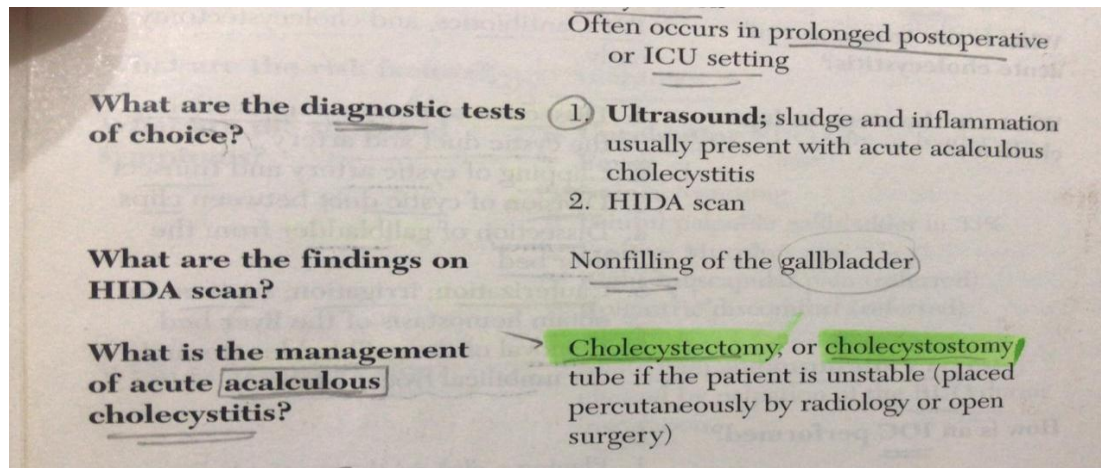 Often occurs in prolonged postoperative
or ICU setting
What are the diagnostic tests
of choice?
1. Ultrasound; sludge and inflammation
usually present with acute acalculous
cholecystitis
2. HIDA scan
What are the findings on
HIDA scan?
Nonfilling of the gallbladder
What is the management
of acute acalculous
cholecystitis?
Cholecystectomy, or cholecystostomy
tube if the patient is unstable (placed
percutaneously by radiology or open
surgery)